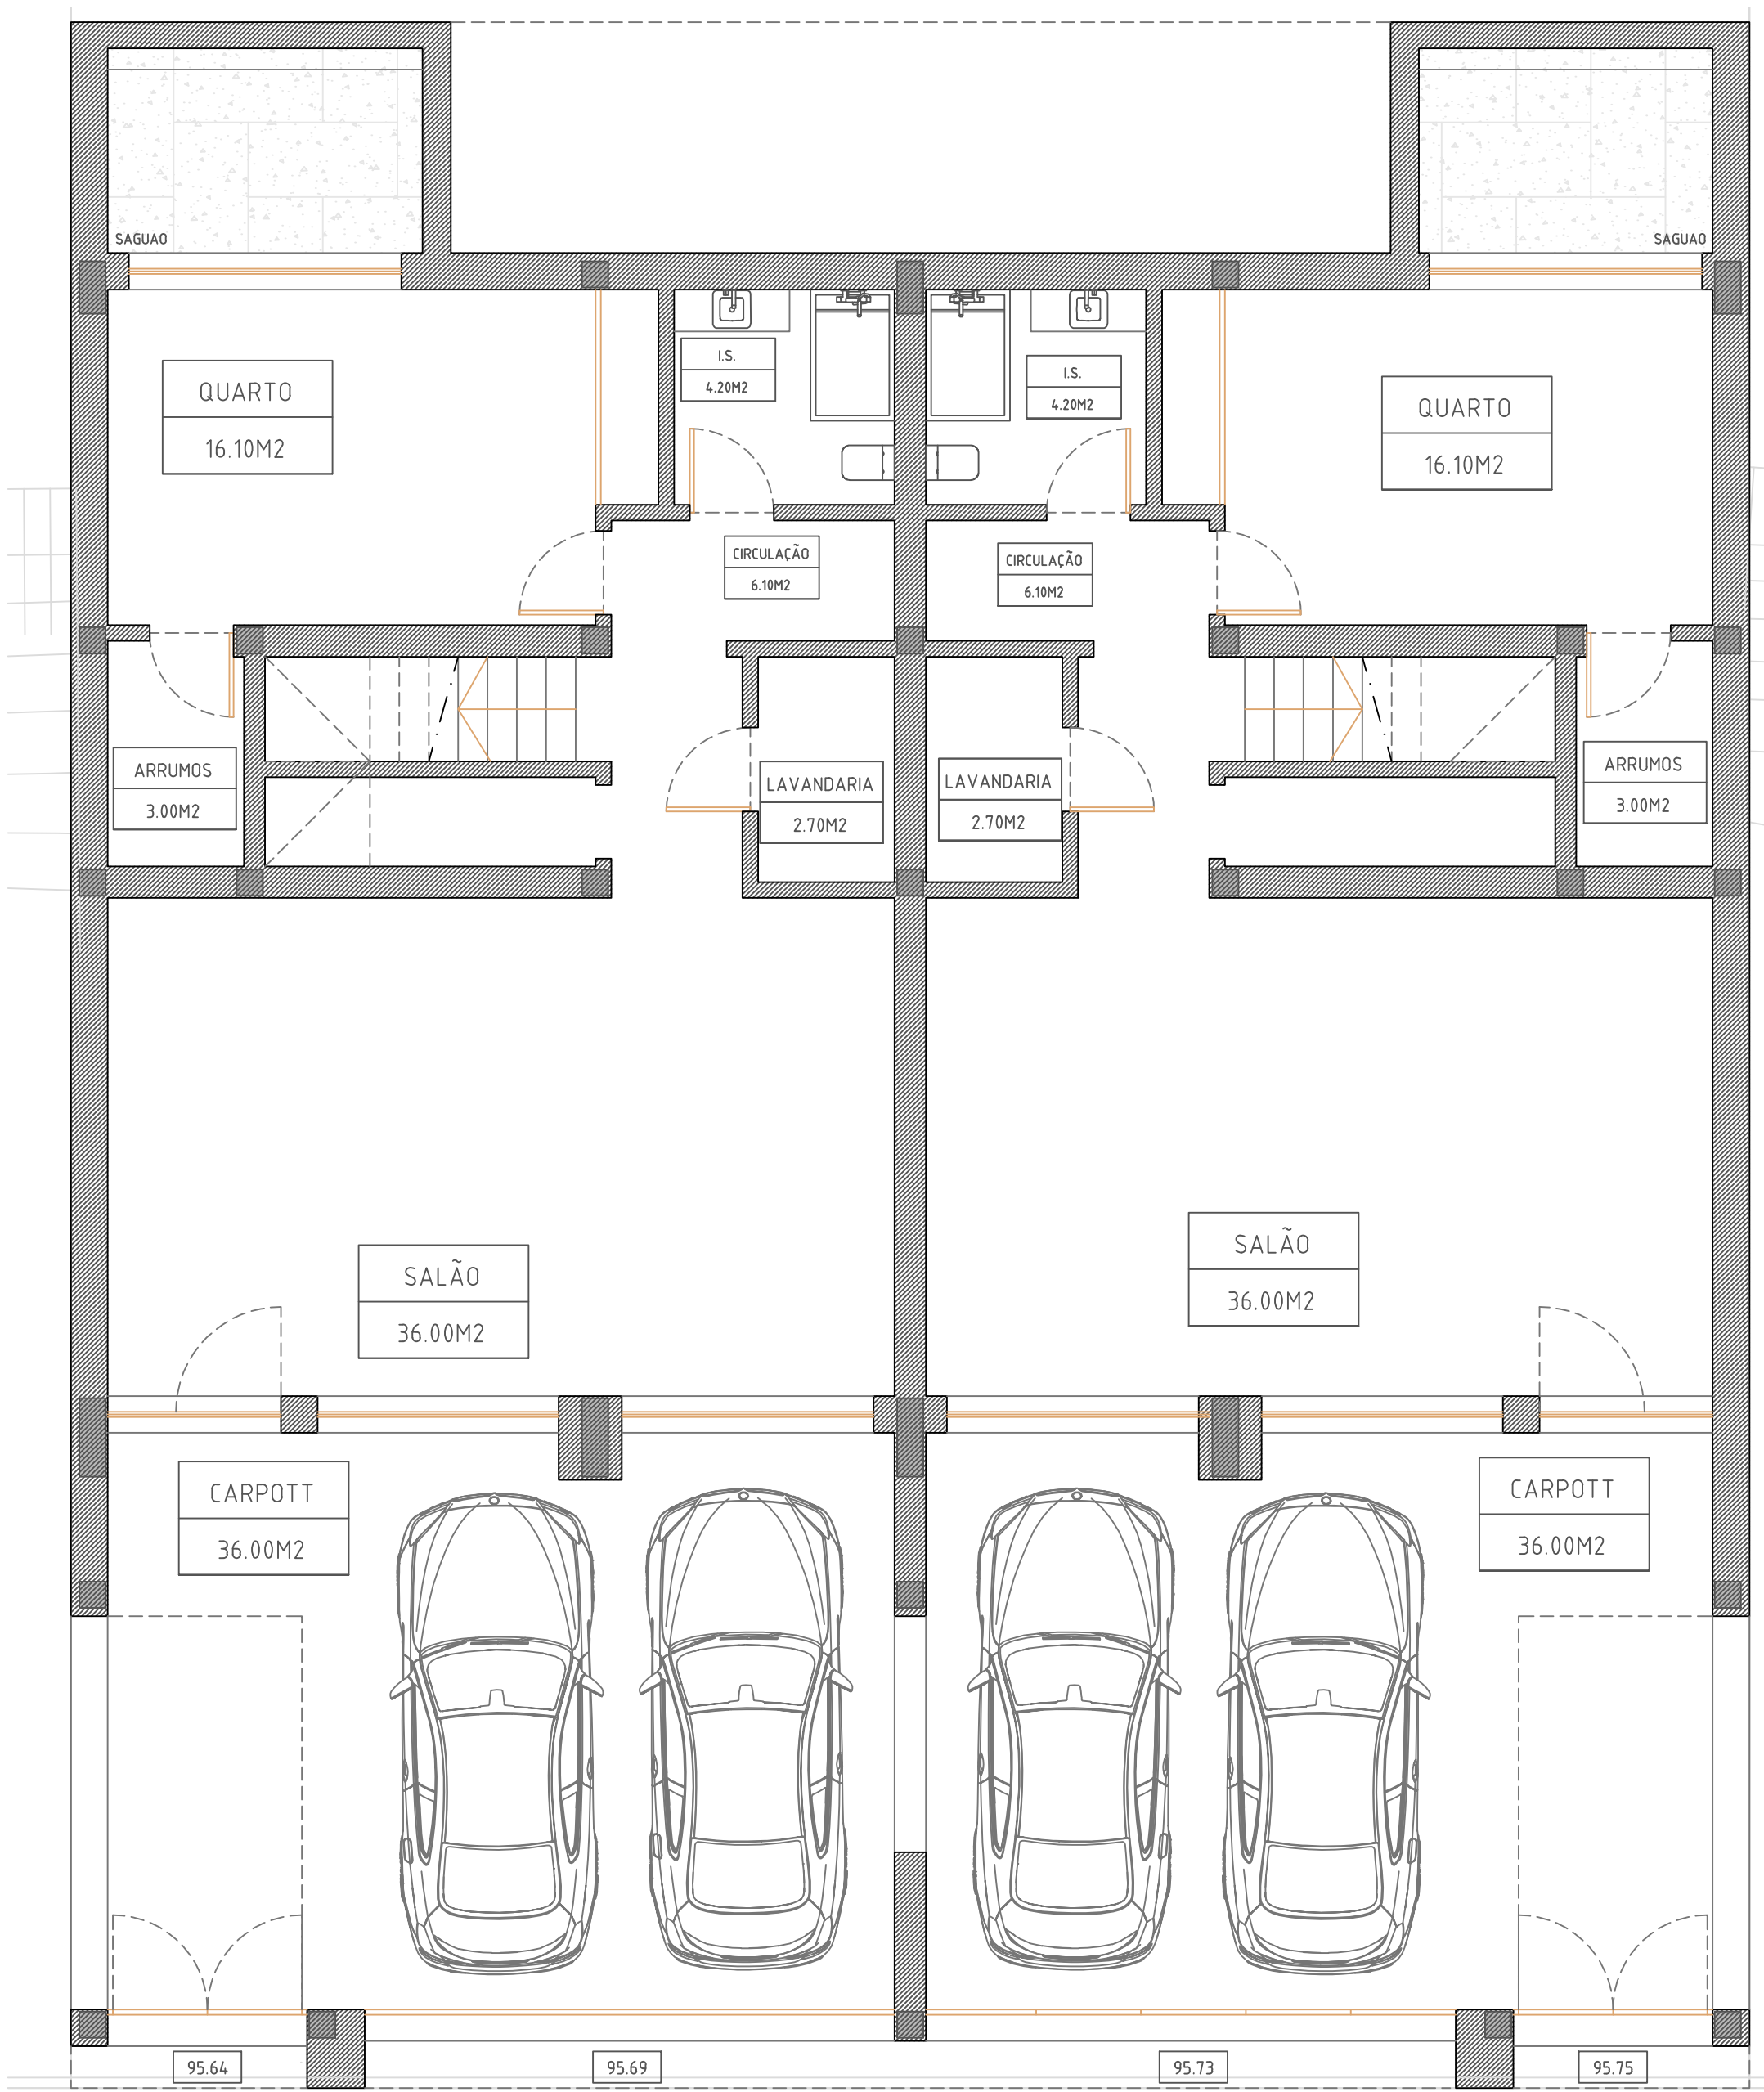 SAGUAO
SAGUAO
QUARTO
16.10M2
I.S.
4.20M2
I.S.
4.20M2
QUARTO
16.10M2
CIRCULAÇÃO
6.10M2
CIRCULAÇÃO
6.10M2
ARRUMOS
3.00M2
LAVANDARIA
2.70M2
LAVANDARIA
2.70M2
ARRUMOS
3.00M2
SALÃO
36.00M2
SALÃO
36.00M2
CARPOTT
36.00M2
CARPOTT
36.00M2
95.64
95.69
95.73
95.75